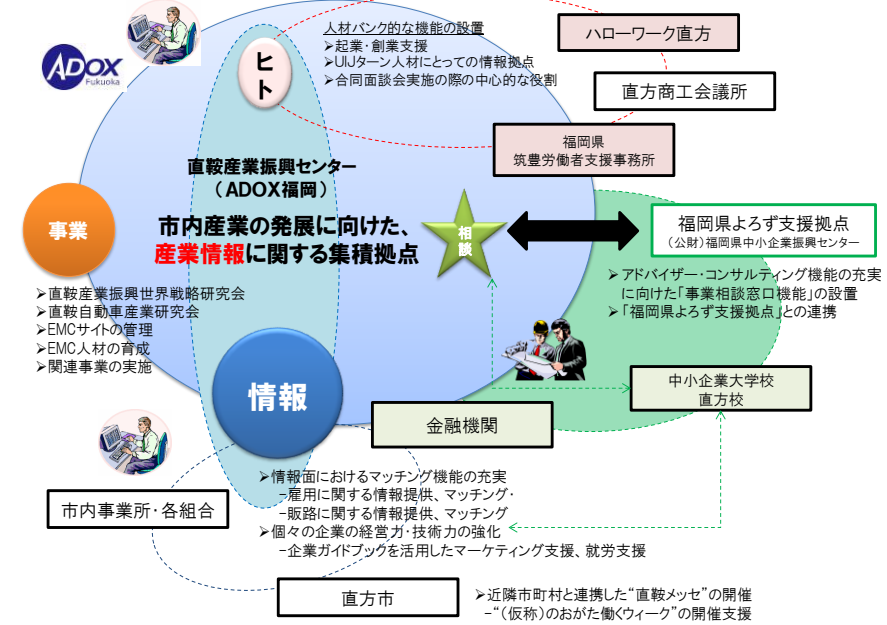 ADOX
Fukuoka
ヒト
人材バンク的な機能の設置
➢起業・創業支援
➢UIJターン人材にとっての情報拠点
➢合同面談会実施の際の中心的な役割
ハローワーク直方
直方商工会議所
福岡県
筑豊労働者支援事務所
直鞍産業振興センター
（ADOX福岡）
市内産業の発展に向けた、
産業情報に関する集積拠点
相談
事業
➢直鞍産業振興世界戦略研究会
➢直鞍自動車産業研究会
➢EMCサイトの管理
➢EMC人材の育成
➢関連事業の実施
福岡県よろず支援拠点
（公財）福岡県中小企業振興センター
➢アドバイザー・コンサルティング機能の充実
に向けた「事業相談窓口機能」の設置
➢「福岡県よろず支援拠点」との連携
中小企業大学校
直方校
情報
金融機関
➢情報面におけるマッチング機能の充実
－雇用に関する情報提供、マッチング・
－販路に関する情報提供、マッチング
➢個々の企業の経営力・技術力の強化
－企業ガイドブックを活用したマーケティング支援、就労支援
市内事業所・各組合
直方市
➢近隣市町村と連携した“直鞍メッセ”の開催
－“（仮称）のおがた働くウィーク”の開催支援